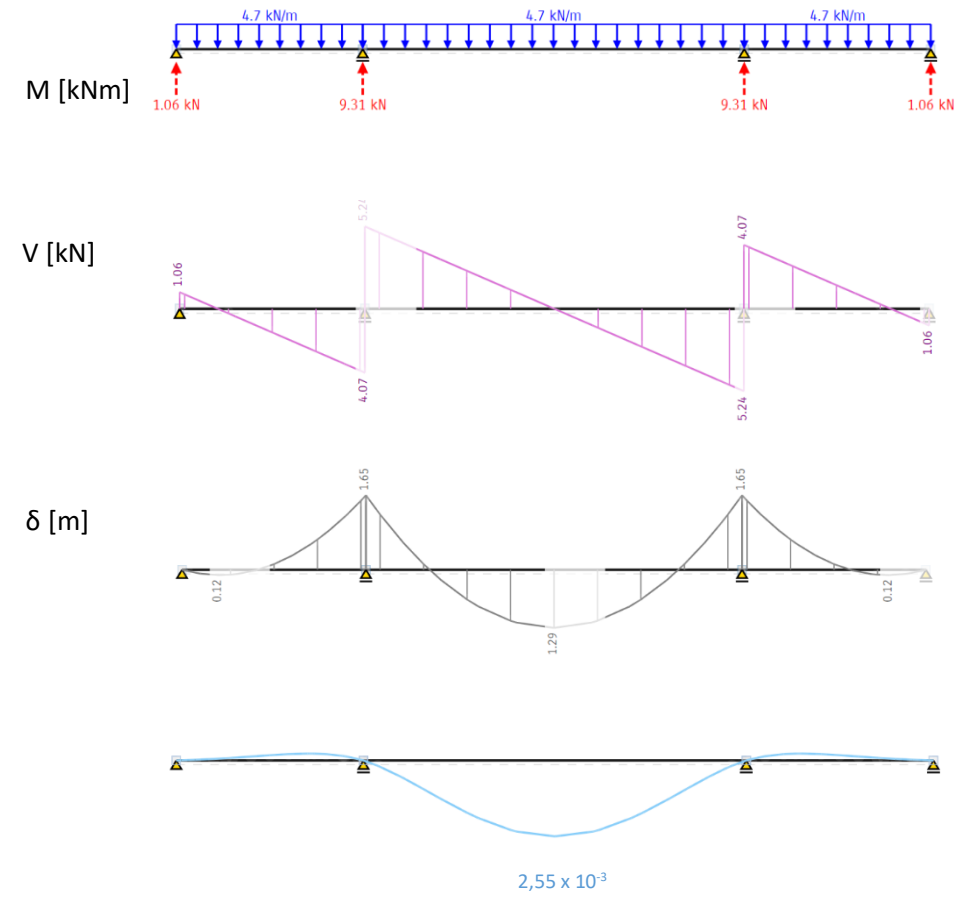 4.7 kN/m 4.7 kN/m 4.7 kN/m
M [kNm]
1.06 kN 9.31 kN 9.31 kN 1.06 kN
V [kN]
1.06
4.07
5.24
5.24
4.07
1.06
δ [m]
0.12
1.65
1.29
1.65
0.12
2,55 x 10-3